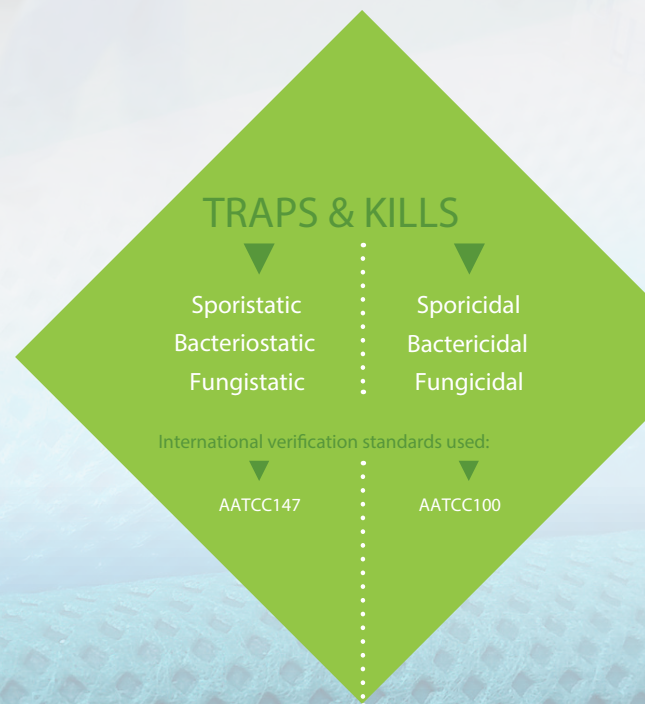 TRAPS & KILLS
Sporistatic
Bacteriostatic
Fungistatic
Sporicidal
Bactericidal
Fungicidal
International verification standards used:
AATCC147
AATCC100